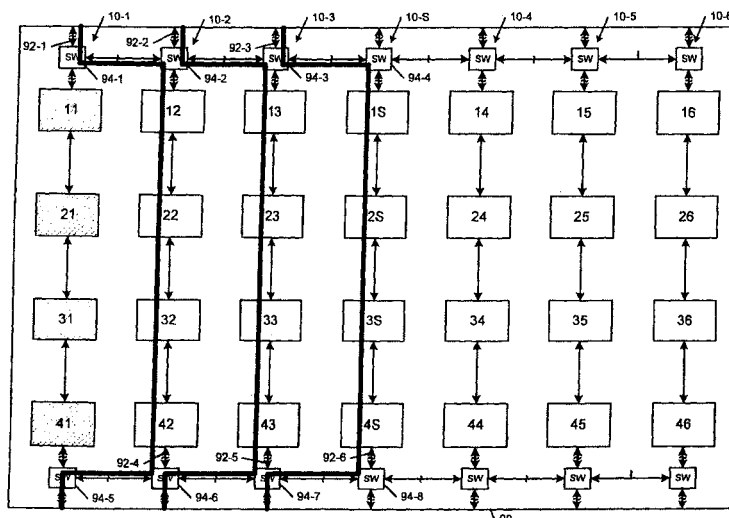 10-1 10-2 10-3 10-S 10-4 10-5 10-6
92-1 92-2 92-3
SW SW SW SW SW SW SW
94-1 94-2 94-3 94-4
11 12 13 1S 14 15 16
21 22 23 2S 24 25 26
31 32 33 3S 34 35 36
41 42 43 4S 44 45 46
92-4 92-5 92-6
SW SW SW SW SW SW SW
94-5 94-6 94-7 94-8